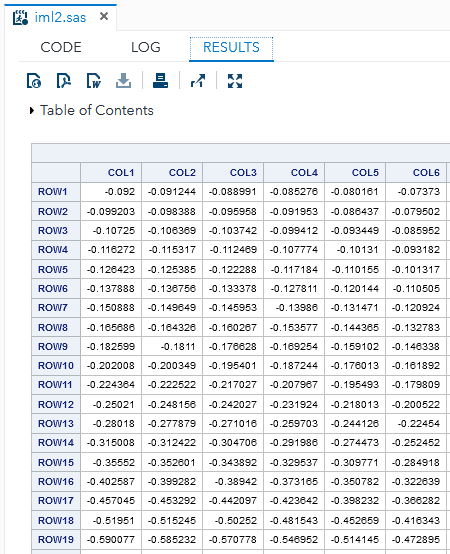 iml2.sas ×
CODE LOG RESULTS
Table of Contents
COL1 COL2 COL3 COL4 COL5 COL6
ROW1 -0.092 -0.091244 -0.088991 -0.085276 -0.080161 -0.07373
ROW2 -0.099203 -0.098388 -0.095958 -0.091953 -0.086437 -0.079502
ROW3 -0.10725 -0.106369 -0.103742 -0.099412 -0.093449 -0.085952
ROW4 -0.116272 -0.115317 -0.112469 -0.107774 -0.10131 -0.093182
ROW5 -0.126423 -0.125385 -0.122288 -0.117184 -0.110155 -0.101317
ROW6 -0.137888 -0.136756 -0.133378 -0.127811 -0.120144 -0.110505
ROW7 -0.150888 -0.149649 -0.145953 -0.13986 -0.131471 -0.120924
ROW8 -0.165686 -0.164326 -0.160267 -0.153577 -0.144365 -0.132783
ROW9 -0.182599 -0.1811 -0.176628 -0.169254 -0.159102 -0.146338
ROW10 -0.202008 -0.200349 -0.195401 -0.187244 -0.176013 -0.161892
ROW11 -0.224364 -0.222522 -0.217027 -0.207967 -0.195493 -0.179809
ROW12 -0.25021 -0.248156 -0.242027 -0.231924 -0.218013 -0.200522
ROW13 -0.28018 -0.277879 -0.271016 -0.259703 -0.244126 -0.22454
ROW14 -0.315008 -0.312422 -0.304706 -0.291986 -0.274473 -0.252452
ROW15 -0.35552 -0.352601 -0.343892 -0.329537 -0.309771 -0.284918
ROW16 -0.402587 -0.399282 -0.38942 -0.373165 -0.350782 -0.322639
ROW17 -0.457045 -0.453292 -0.442097 -0.423642 -0.398232 -0.366282
ROW18 -0.51951 -0.515245 -0.50252 -0.481543 -0.452659 -0.416343
ROW19 -0.590077 -0.585232 -0.570778 -0.546952 -0.514145 -0.472895